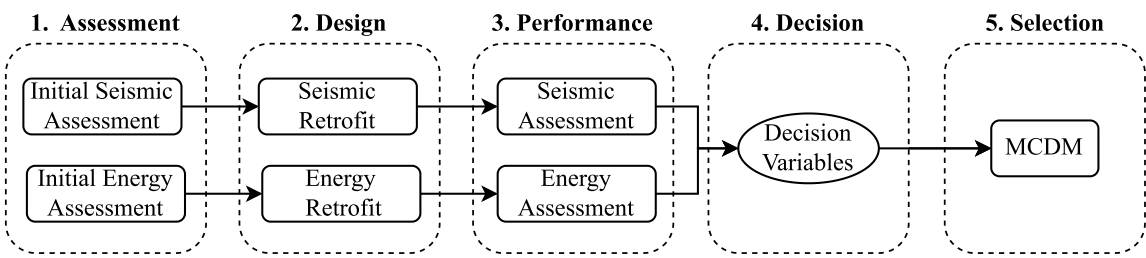 1. Assessment
2. Design
3. Performance
4. Decision
5. Selection
Initial Seismic
Assessment
Seismic
Retrofit
Seismic
Assessment
Decision
Variables
MCDM
Initial Energy
Assessment
Energy
Retrofit
Energy
Assessment